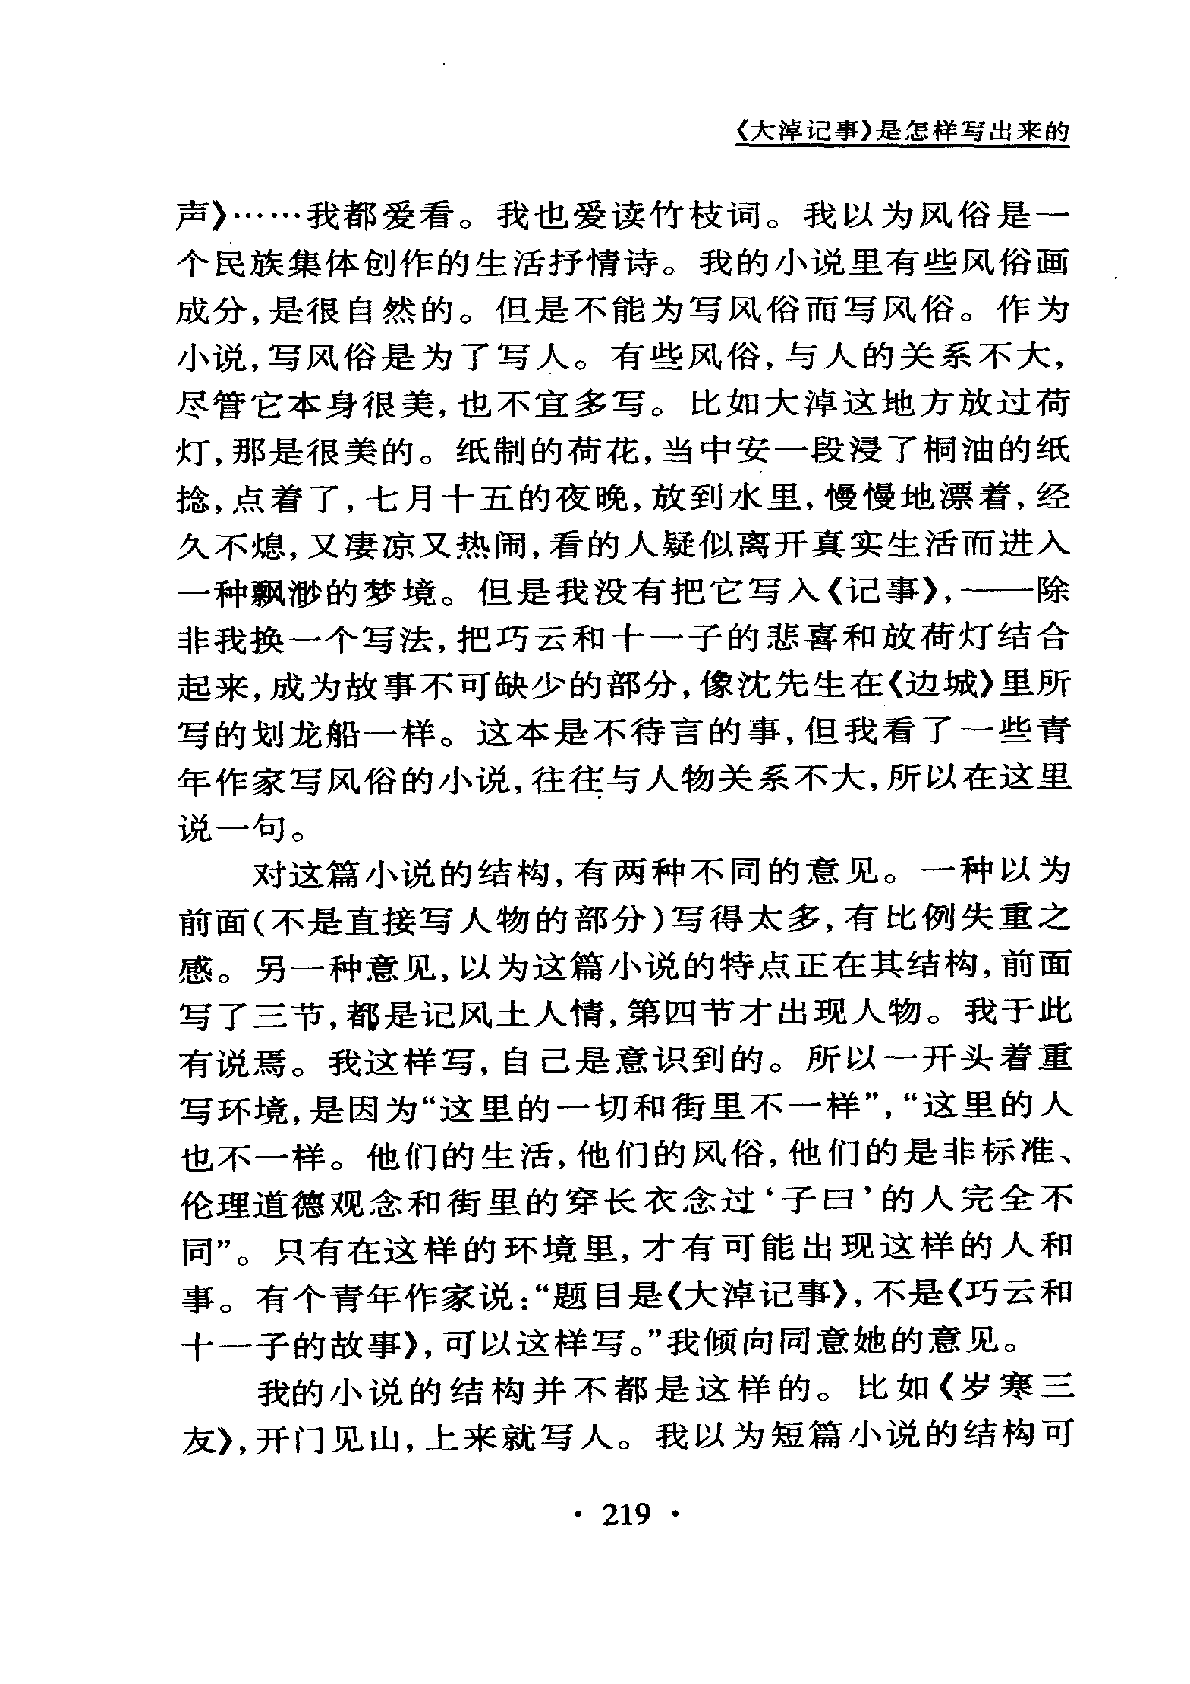 《大淖记事》是怎样写出来的
声》……我都爱看。我也爱读竹枝词。我以为风俗是一
个民族集体创作的生活抒情诗。我的小说里有些风俗画
成分,是很自然的。但是不能为写风俗而写风俗。作为
小说,写风俗是为了写人。有些风俗,与人的关系不大,
尽管它本身很美,也不宜多写。比如大淖这地方放过荷
灯,那是很美的。纸制的荷花,当中安一段浸了桐油的纸
捻,点着了,七月十五的夜晚,放到水里,慢慢地漂着,经
久不熄,又凄凉又热闹,看的人疑似离开真实生活而进入
一种飘渺的梦境。但是我没有把它写入《记事》,——除
非我换一个写法,把巧云和十一子的悲喜和放荷灯结合
起来,成为故事不可缺少的部分,像沈先生在《边城》里所
写的划龙船一样。这本是不待言的事,但我看了一些青
年作家写风俗的小说,往往与人物关系不大,所以在这里
说一句。
对这篇小说的结构,有两种不同的意见。一种以为
前面(不是直接写人物的部分)写得太多,有比例失重之
感。另一种意见,以为这篇小说的特点正在其结构,前面
写了三节,都是记风土人情,第四节才出现人物。我于此
有说焉。我这样写,自己是意识到的。所以一开头着重
写环境,是因为“这里的一切和街里不一样”,“这里的人
也不一样。他们的生活,他们的风俗,他们的是非标准、
伦理道德观念和街里的穿长衣念过‘子曰’的人完全不
同”。只有在这样的环境里,才有可能出现这样的人和
事。有个青年作家说:“题目是《大淖记事》,不是《巧云和
十一子的故事》,可以这样写。”我倾向同意她的意见。
我的小说的结构并不都是这样的。比如《岁寒三
友》,开门见山,上来就写人。我以为短篇小说的结构可
· 219 ·